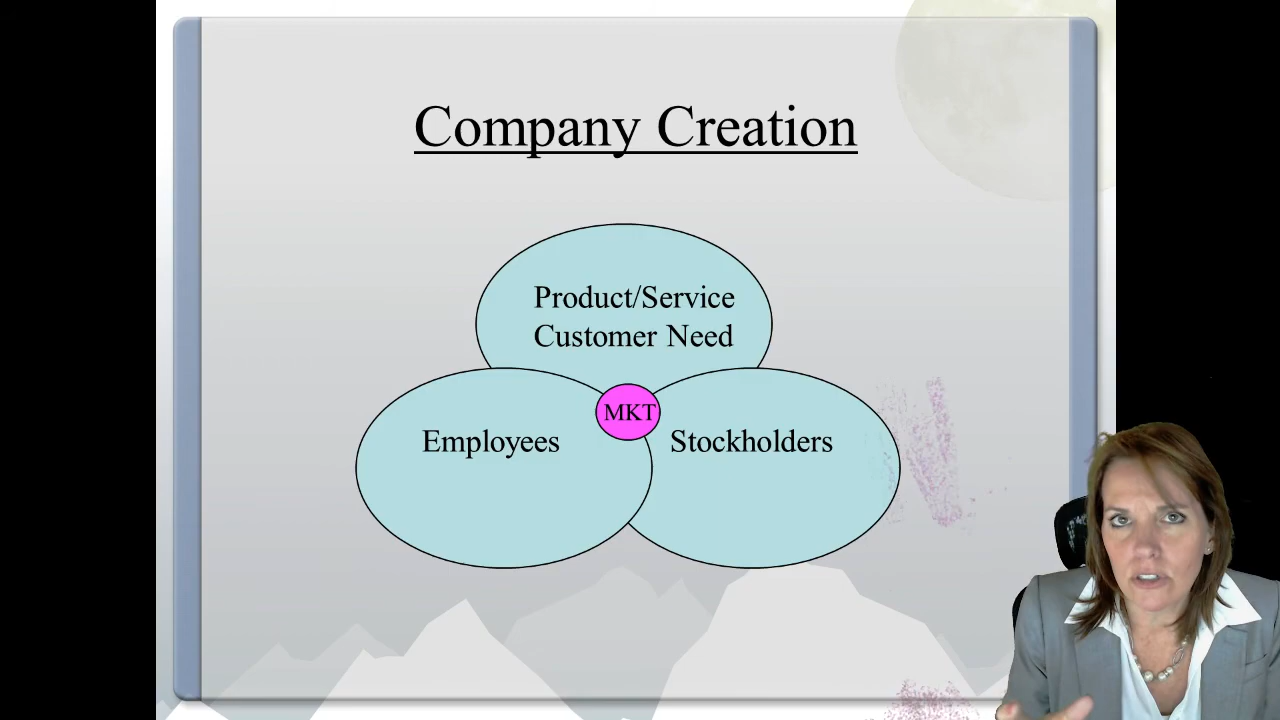 Company Creation
Product/Service
Customer Need
MKT
Employees
Stockholders